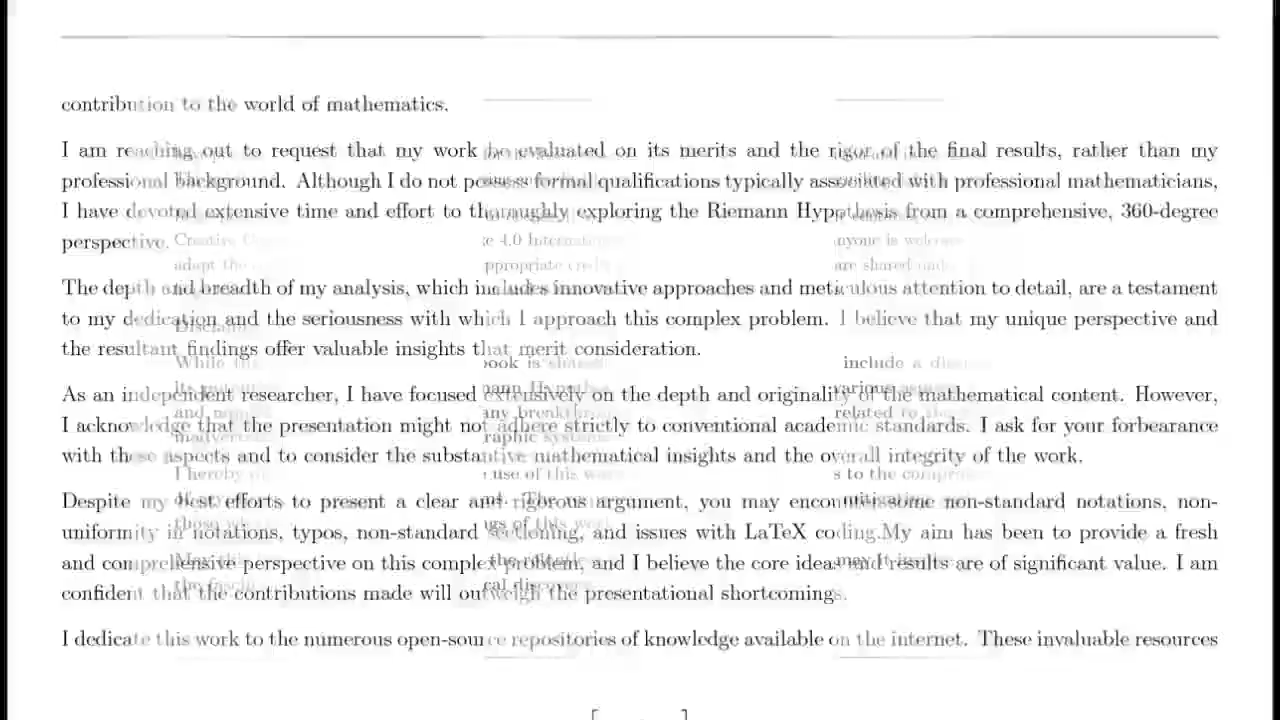 contribution to the world of mathematics.
I am reaching out to request that my work be evaluated on its merits and the rigor of the final results, rather than my
professional background. Although I do not possess formal qualifications typically associated with professional mathematicians,
I have devoted extensive time and effort to thoroughly exploring the Riemann Hypothesis from a comprehensive, 360-degree
perspective.
The depth and breadth of my analysis, which includes innovative approaches and meticulous attention to detail, are a testament
to my dedication and the seriousness with which I approach this complex problem. I believe that my unique perspective and
the resultant findings offer valuable insights that merit consideration.
As an independent researcher, I have focused extensively on the depth and originality of the mathematical content. However,
I acknowledge that the presentation might not adhere strictly to conventional academic standards. I ask for your forbearance
with these aspects and to consider the substantive mathematical insights and the overall integrity of the work.
Despite my best efforts to present a clear and rigorous argument, you may encounter some non-standard notations, non-
uniformity in notations, typos, non-standard sectioning, and issues with LaTeX coding.My aim has been to provide a fresh
and comprehensive perspective on this complex problem, and I believe the core ideas and results are of significant value. I am
confident that the contributions made will outweigh the presentational shortcomings.
I dedicate this work to the numerous open-source repositories of knowledge available on the internet. These invaluable resources